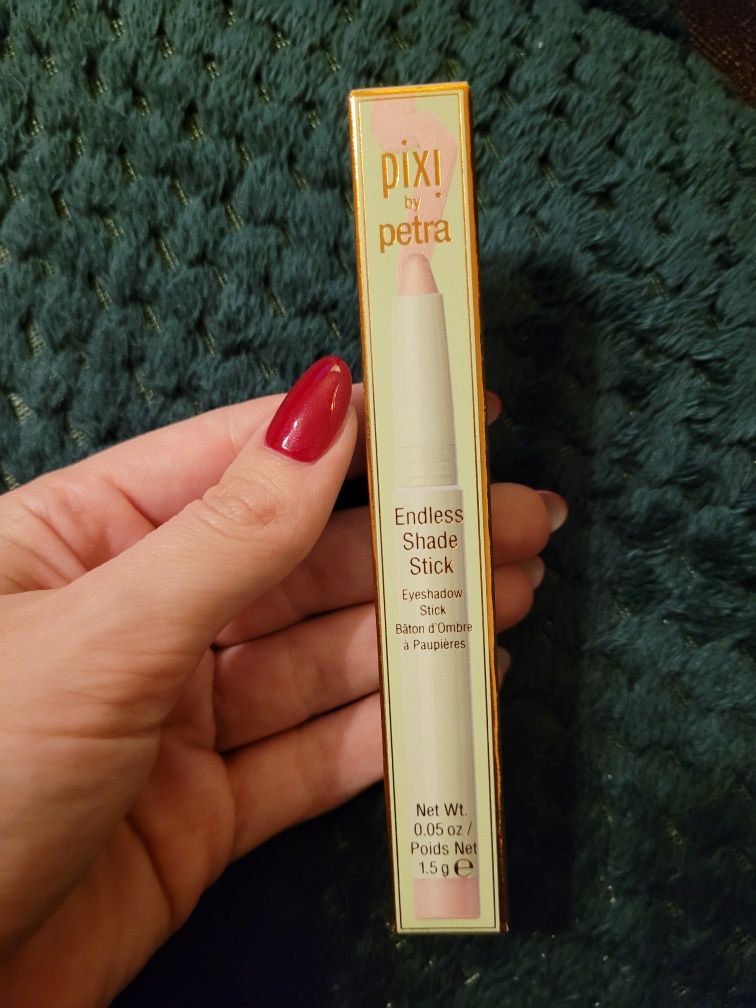 pixi
by
petra
Endless
Shade
Stick
Eyeshadow
Stick
Bâton d'Ombre
à Paupières
Net Wt.
0.05 oz /
Poids Net
1.5 g ℮